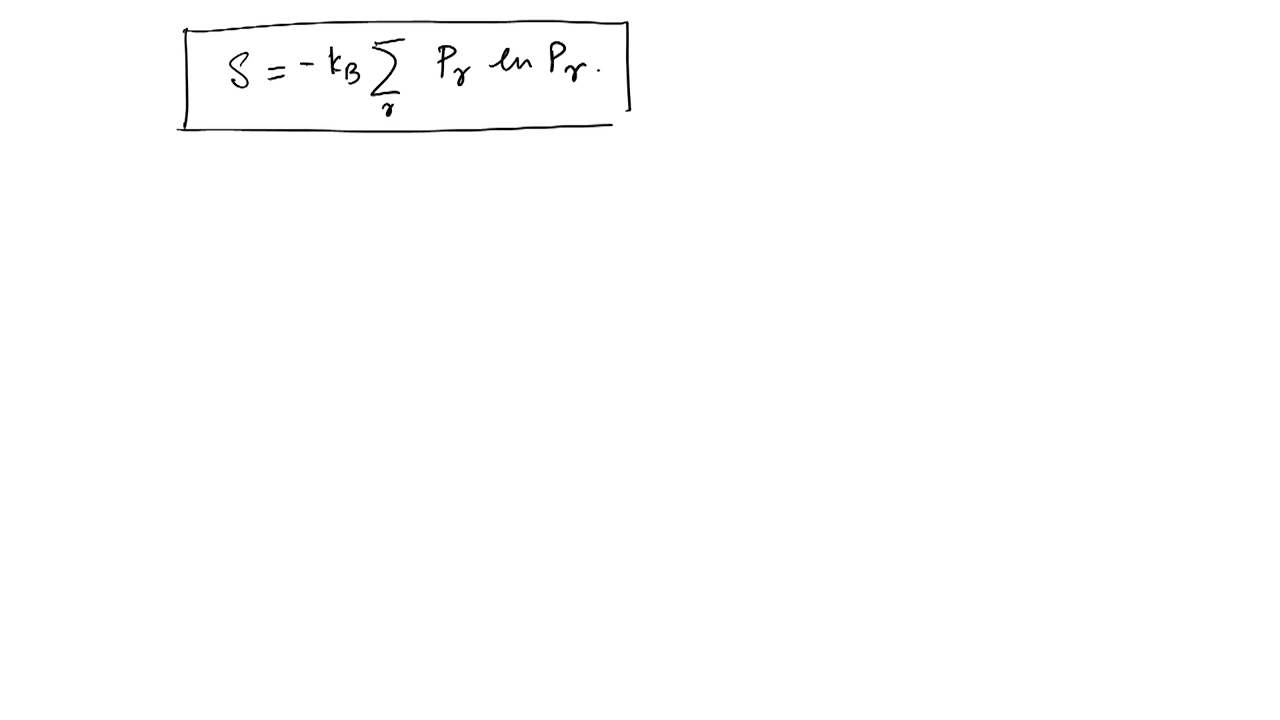 S = - k_B ∑_r P_r ln P_r.